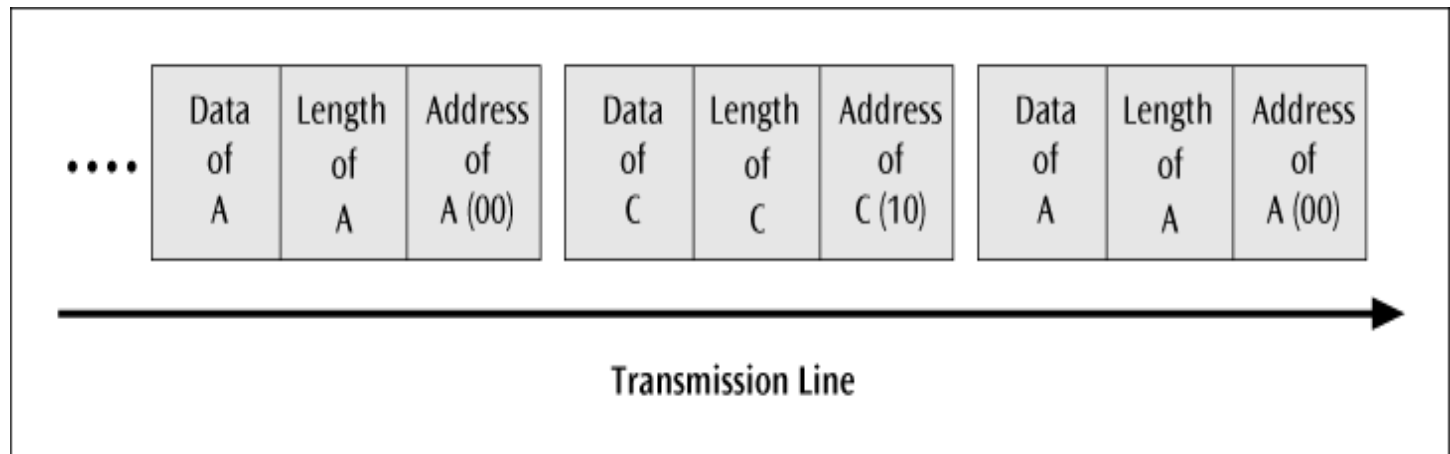 ....
Data of A
Length of A
Address of A (00)
Data of C
Length of C
Address of C (10)
Data of A
Length of A
Address of A (00)
Transmission Line